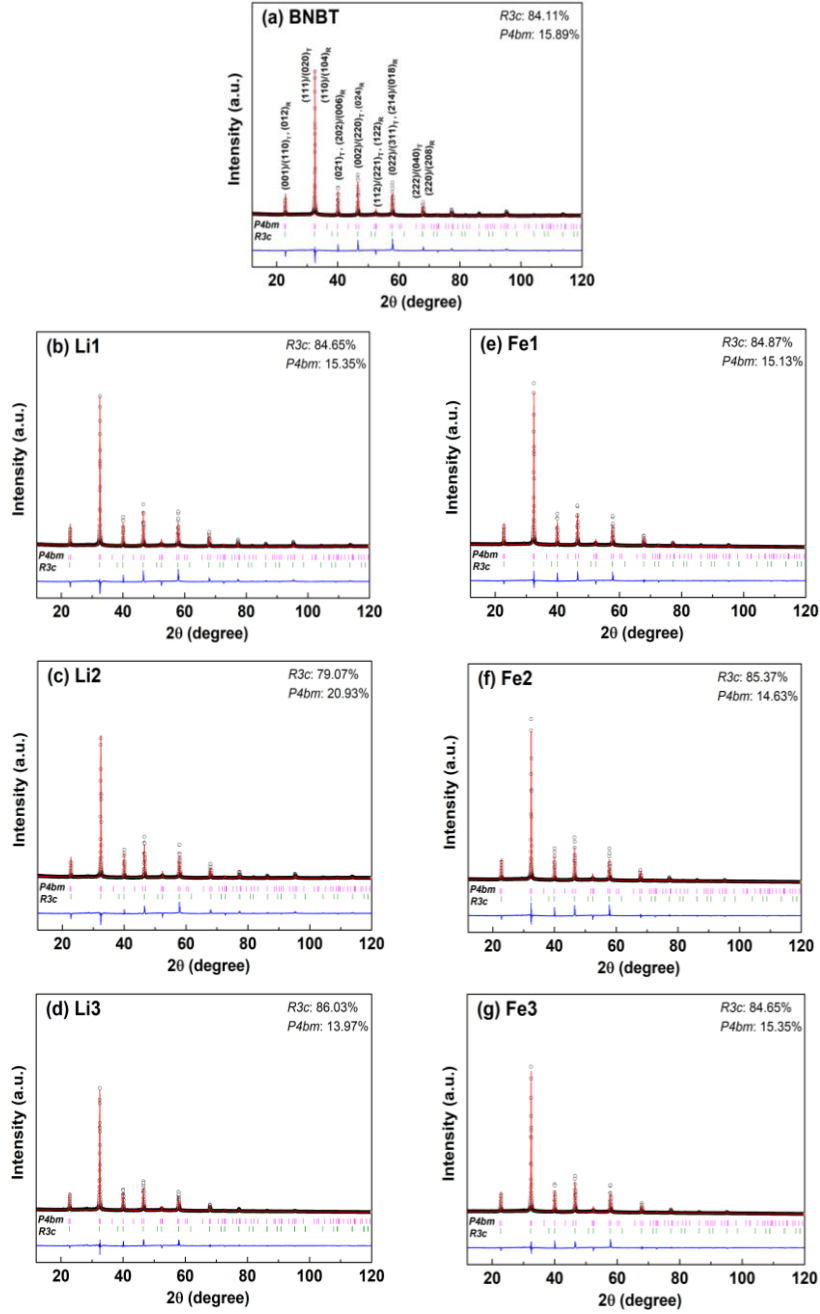 (a) BNBT
R3c: 84.11%
P4bm: 15.89%
Intensity (a.u.)
(001)/(110)T, (012)R
(111)/(020)T
(110)/(104)R
(021)T, (202)/(006)R
(002)/(220)T, (024)R
(112)/(221)T, (122)R
(022)/(311)T, (214)/(018)R
(222)/(040)T
(220)/(208)R
P4bm
R3c
20 40 60 80 100 120
2θ (degree)
(b) Li1
R3c: 84.65%
P4bm: 15.35%
Intensity (a.u.)
P4bm
R3c
20 40 60 80 100 120
2θ (degree)
(e) Fe1
R3c: 84.87%
P4bm: 15.13%
Intensity (a.u.)
P4bm
R3c
20 40 60 80 100 120
2θ (degree)
(c) Li2
R3c: 79.07%
P4bm: 20.93%
Intensity (a.u.)
P4bm
R3c
20 40 60 80 100 120
2θ (degree)
(f) Fe2
R3c: 85.37%
P4bm: 14.63%
Intensity (a.u.)
P4bm
R3c
20 40 60 80 100 120
2θ (degree)
(d) Li3
R3c: 86.03%
P4bm: 13.97%
Intensity (a.u.)
P4bm
R3c
20 40 60 80 100 120
2θ (degree)
(g) Fe3
R3c: 84.65%
P4bm: 15.35%
Intensity (a.u.)
P4bm
R3c
20 40 60 80 100 120
2θ (degree)